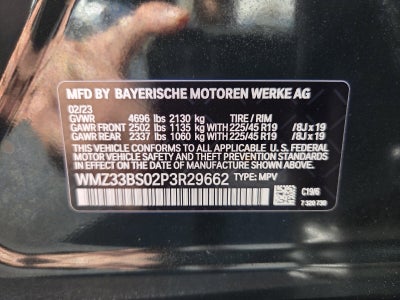 MFD BY BAYERISCHE MOTOREN WERKE AG
02/23
GVWR 4696 lbs 2130 kg TIRE / RIM
GAWR FRONT 2502 lbs 1135 kg WITH 225/45 R19 /8J x 19
GAWR REAR 2337 lbs 1060 kg WITH 225/45 R19 /8J x 19
THIS VEHICLE CONFORMS TO ALL APPLICABLE U. S. FEDERAL
MOTOR VEHICLE SAFETY, BUMPER, AND THEFT PREVENTION
STANDARDS IN EFFECT ON THE DATE OF MANUFACTURE SHOWN ABOVE.
WMZ33BS02P3R29662 TYPE: MPV
C19/6
7 320 730